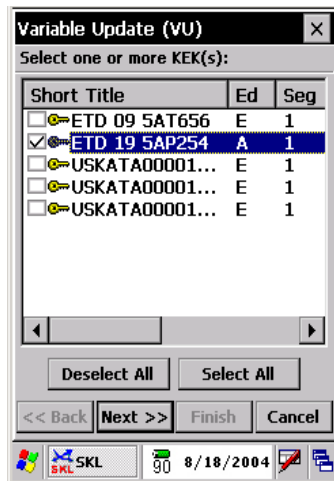 Variable Update (VU)
Select one or more KEK(s):
Short Title Ed Seg
ETD 09 5AT656 E 1
ETD 19 5AP254 A 1
USKATA00001... E 1
USKATA00001... E 1
USKATA00001... E 1
Deselect All Select All
<< Back Next >> Finish Cancel
SKL SKL 90 8/18/2004